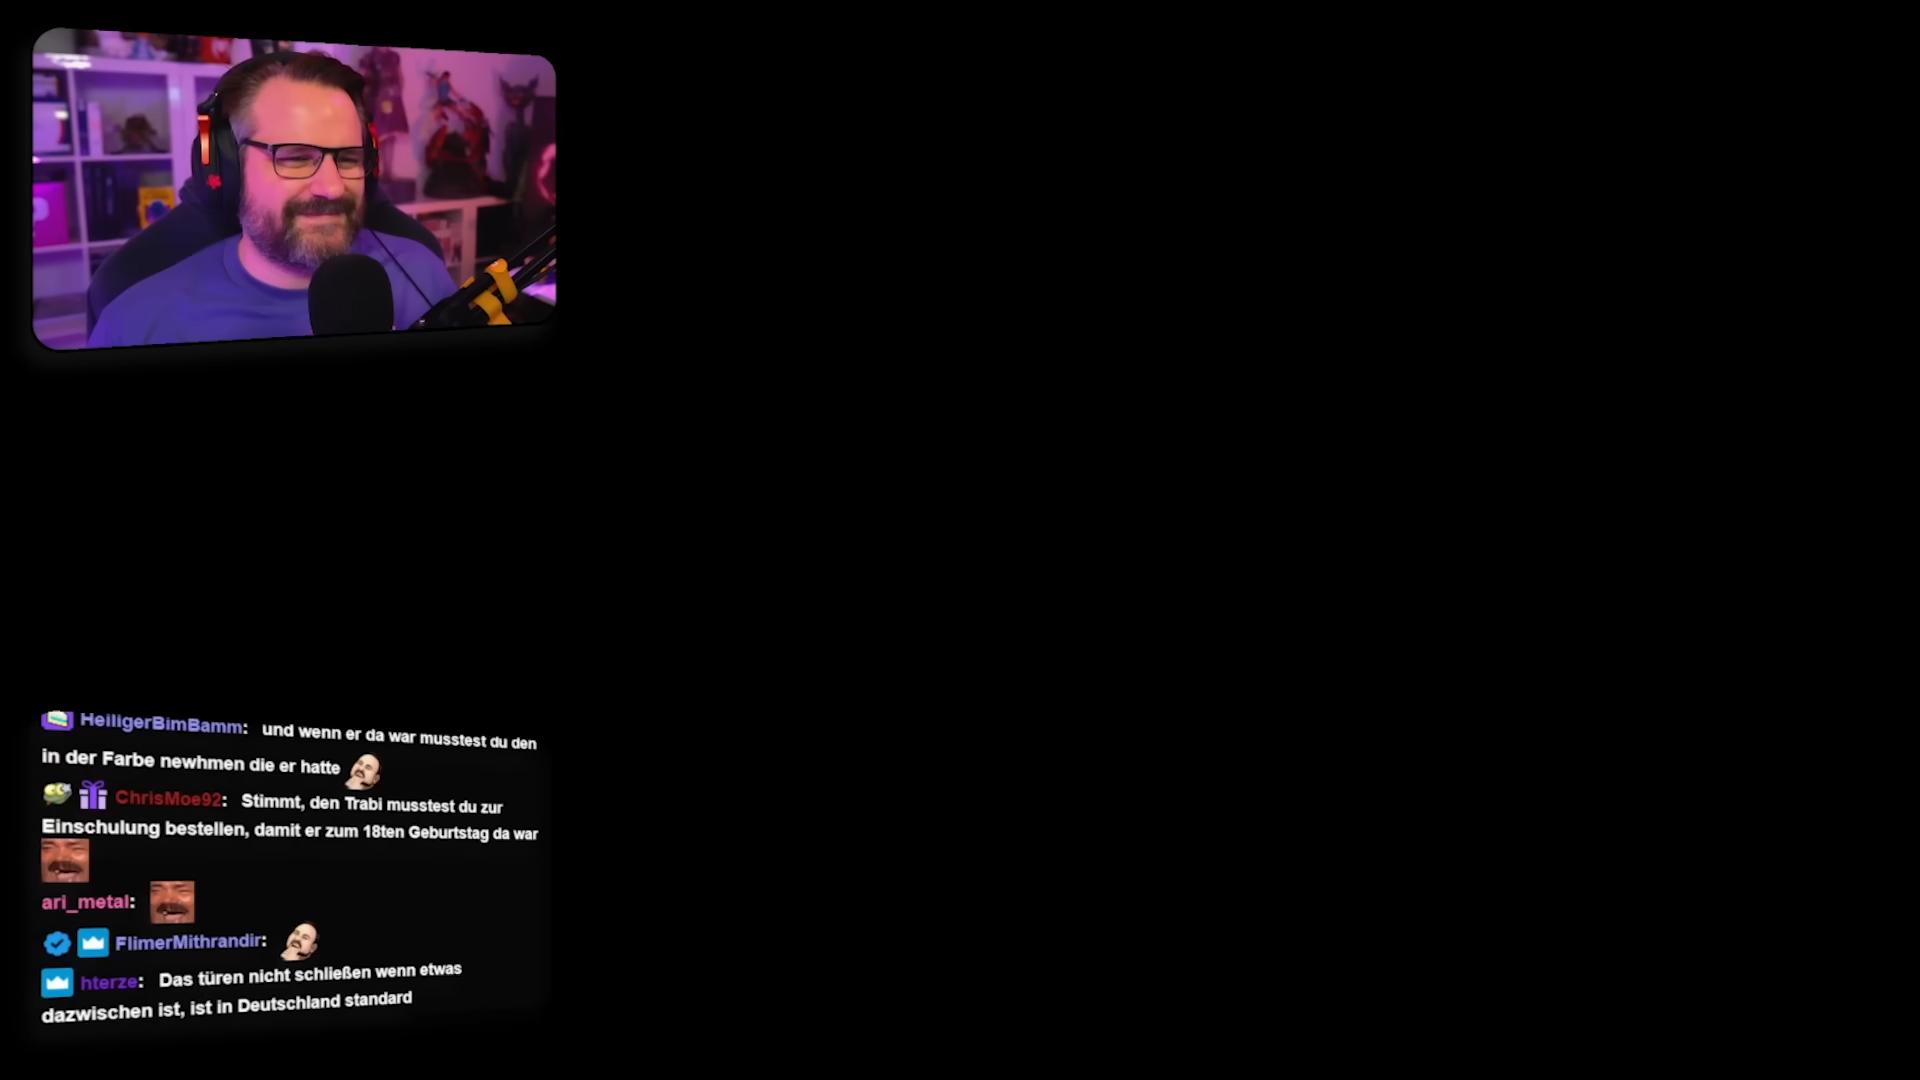 HeiligerBimBamm: und wenn er da war musstest du den
in der Farbe newhmen die er hatte
ChrisMoe92: Stimmt, den Trabi musstest du zur
Einschulung bestellen, damit er zum 18ten Geburtstag da war
ari_metal:
FlimerMithrandir:
hterze: Das türen nicht schließen wenn etwas
dazwischen ist, ist in Deutschland standard